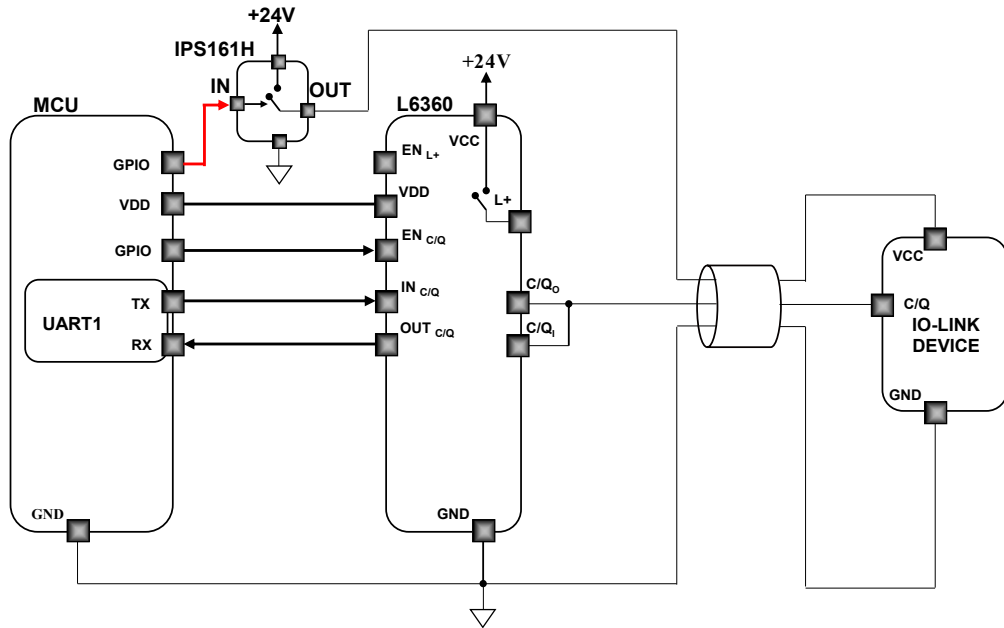 +24V
IPS161H
IN
OUT
+24V
MCU
L6360
VCC
GPIO
EN L+
VDD
VDD
L+
GPIO
EN C/Q
VCC
TX
IN C/Q
C/QO
C/Q
UART1
IO-LINK
DEVICE
RX
OUT C/Q
C/QI
GND
GND
GND